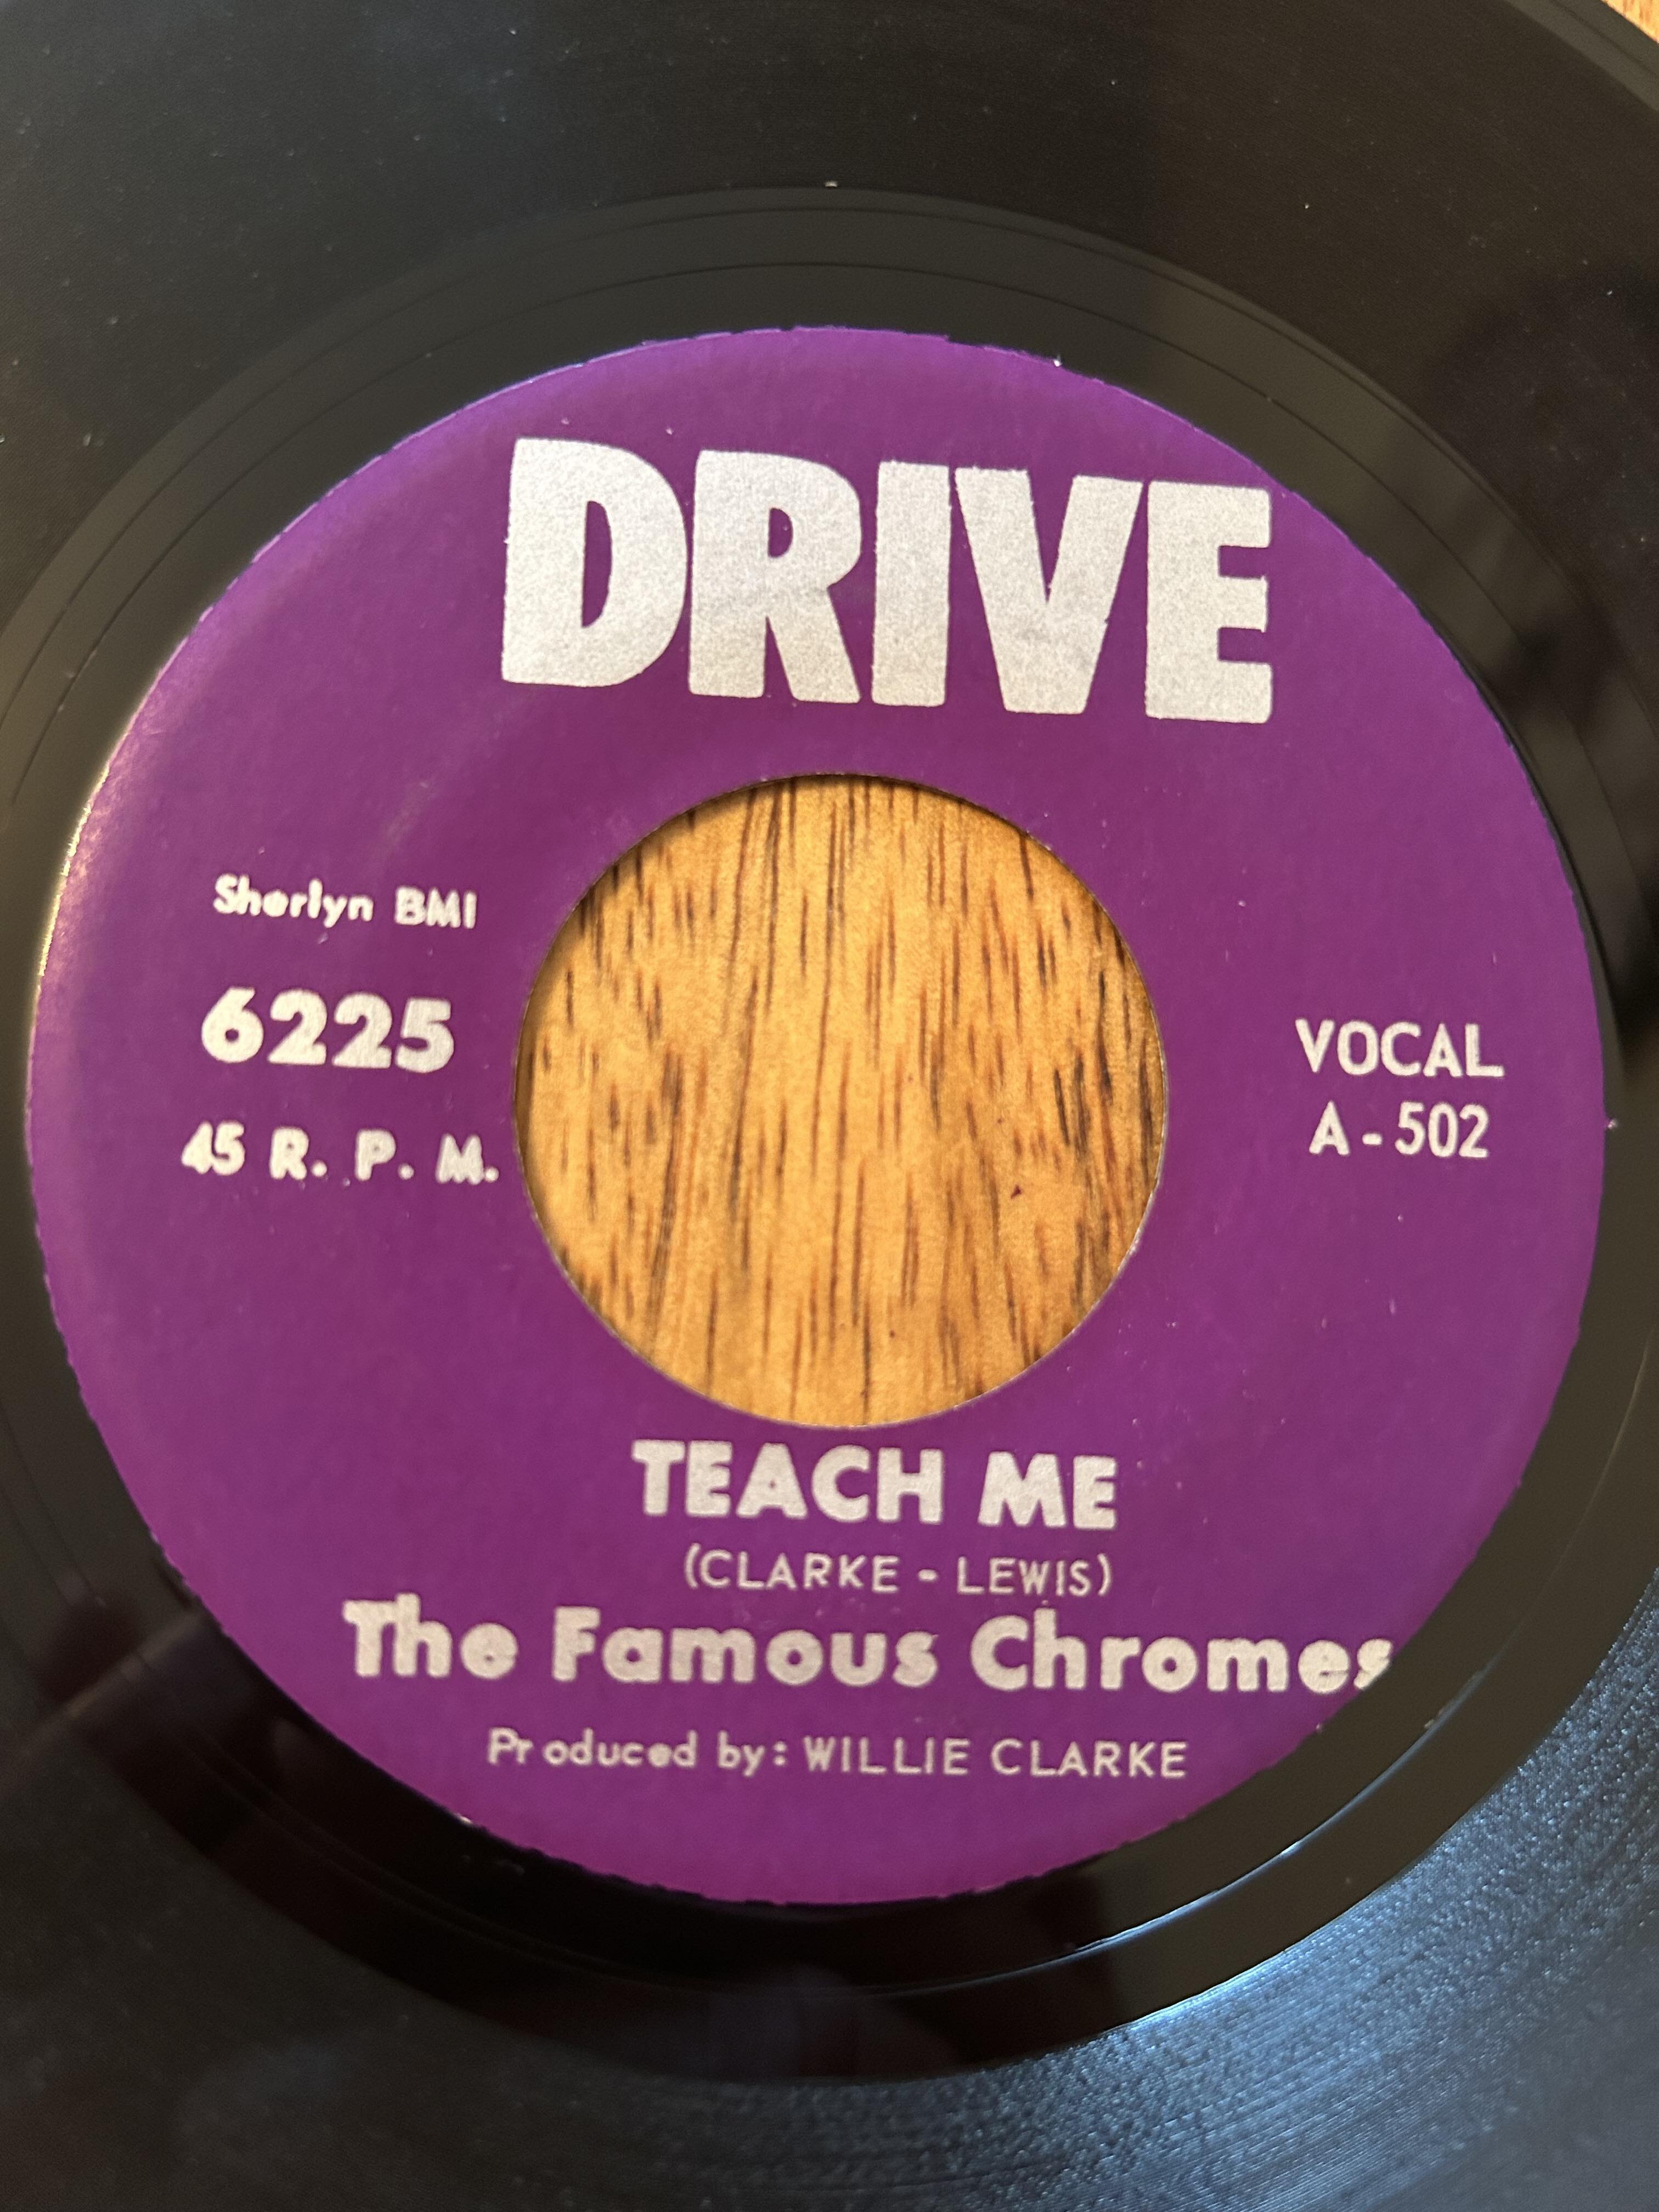 DRIVE
Sherlyn BMI
6225
45 R. P. M.
VOCAL
A-502
TEACH ME
(CLARKE - LEWIS)
The Famous Chromes
Produced by: WILLIE CLARKE